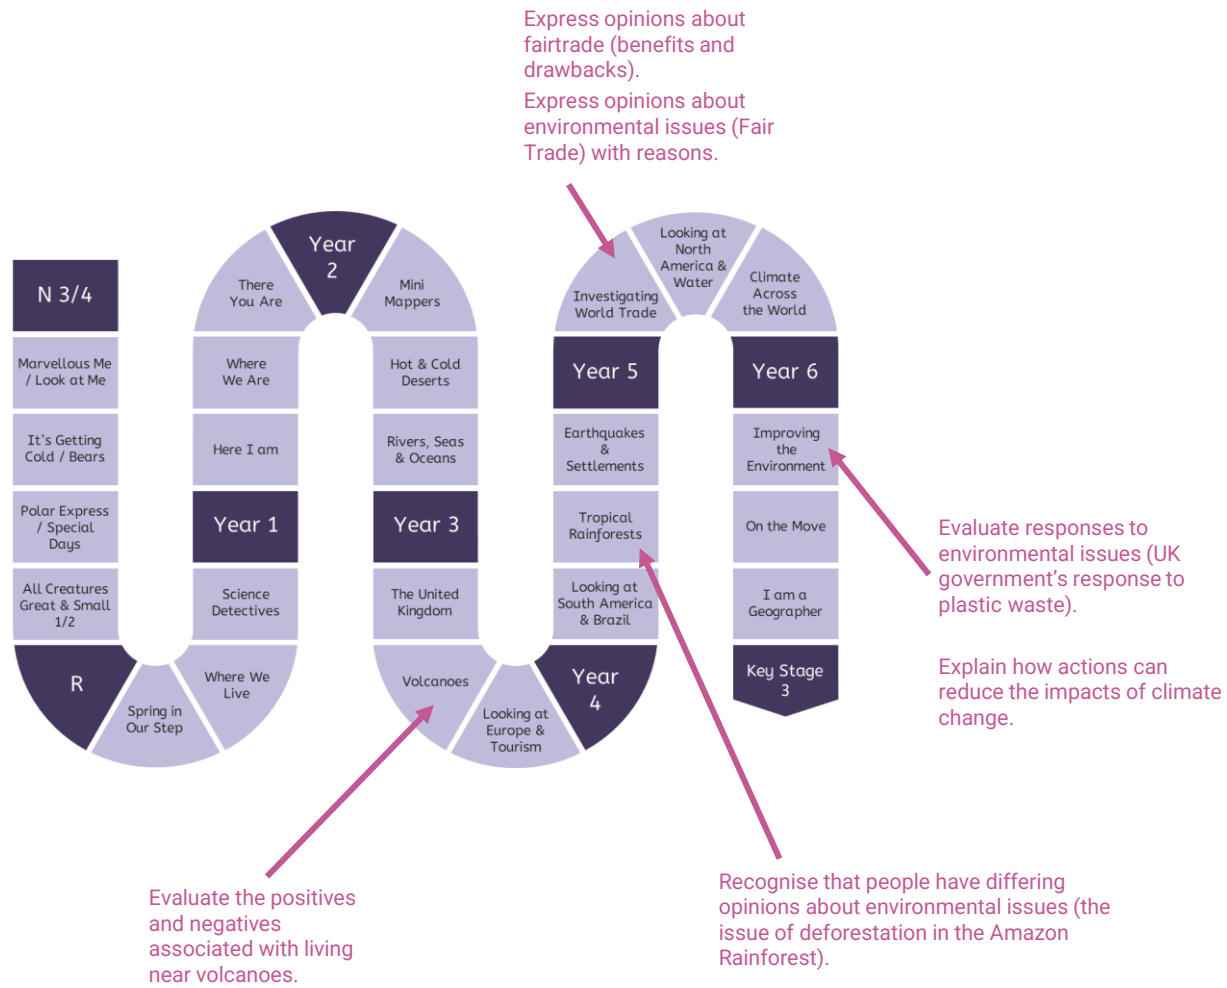 Express opinions about
fairtrade (benefits and
drawbacks).
Express opinions about
environmental issues (Fair
Trade) with reasons.
N 3/4
Marvellous Me
/ Look at Me
It's Getting
Cold / Bears
Polar Express
/ Special
Days
All Creatures
Great & Small
1/2
R
Spring in
Our Step
Where We
Live
Science
Detectives
Year 1
Here I am
Where
We Are
There
You Are
Year
2
Mini
Mappers
Hot & Cold
Deserts
Rivers, Seas
& Oceans
Year 3
The United
Kingdom
Volcanoes
Looking at
Europe &
Tourism
Year
4
Looking at
South America
& Brazil
Tropical
Rainforests
Earthquakes
&
Settlements
Year 5
Investigating
World Trade
Looking at
North
America &
Water
Climate
Across
the World
Year 6
Improving
the
Environment
On the Move
I am a
Geographer
Key Stage
3
Evaluate responses to
environmental issues (UK
government's response to
plastic waste).
Explain how actions can
reduce the impacts of climate
change.
Evaluate the positives
and negatives
associated with living
near volcanoes.
Recognise that people have differing
opinions about environmental issues (the
issue of deforestation in the Amazon
Rainforest).